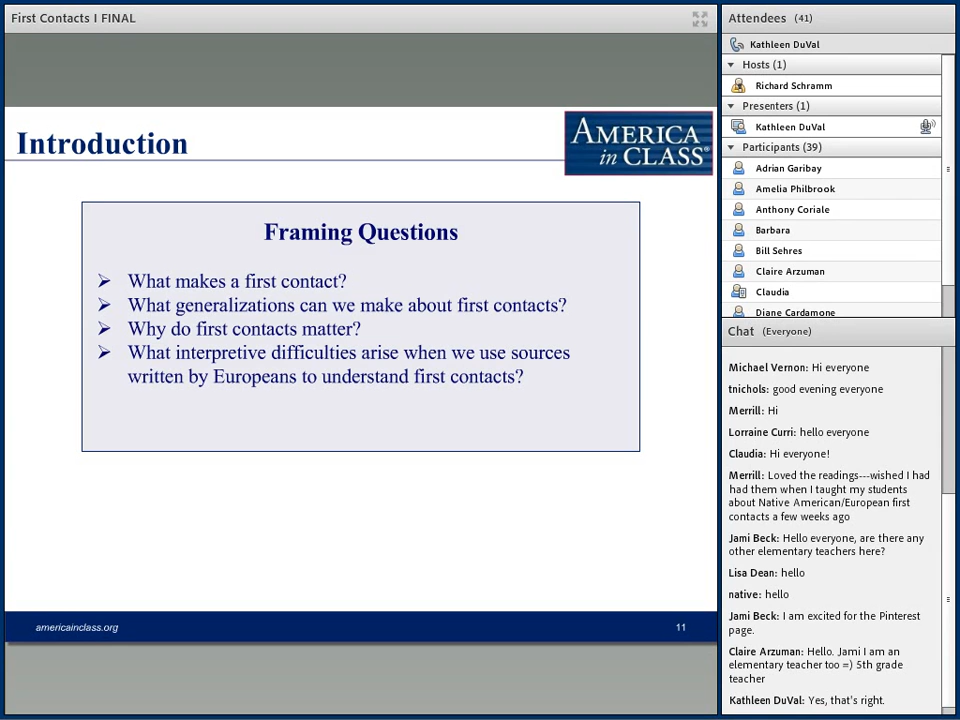 First Contacts I FINAL
Introduction
AMERICA
in CLASS®
Framing Questions
What makes a first contact?
What generalizations can we make about first contacts?
Why do first contacts matter?
What interpretive difficulties arise when we use sources
written by Europeans to understand first contacts?
americainclass.org
11
Attendees (41)
Kathleen DuVal
Hosts (1)
Richard Schramm
Presenters (1)
Kathleen DuVal
Participants (39)
Adrian Garibay
Amelia Philbrook
Anthony Coriale
Barbara
Bill Sehres
Claire Arzuman
Claudia
Diane Cardamone
Chat (Everyone)
Michael Vernon: Hi everyone
tnichols: good evening everyone
Merrill: Hi
Lorraine Curri: hello everyone
Claudia: Hi everyone!
Merrill: Loved the readings---wished I had
had them when I taught my students
about Native American/European first
contacts a few weeks ago
Jami Beck: Hello everyone, are there any
other elementary teachers here?
Lisa Dean: hello
native: hello
Jami Beck: I am excited for the Pinterest
page.
Claire Arzuman: Hello. Jami I am an
elementary teacher too =) 5th grade
teacher
Kathleen DuVal: Yes, that's right.